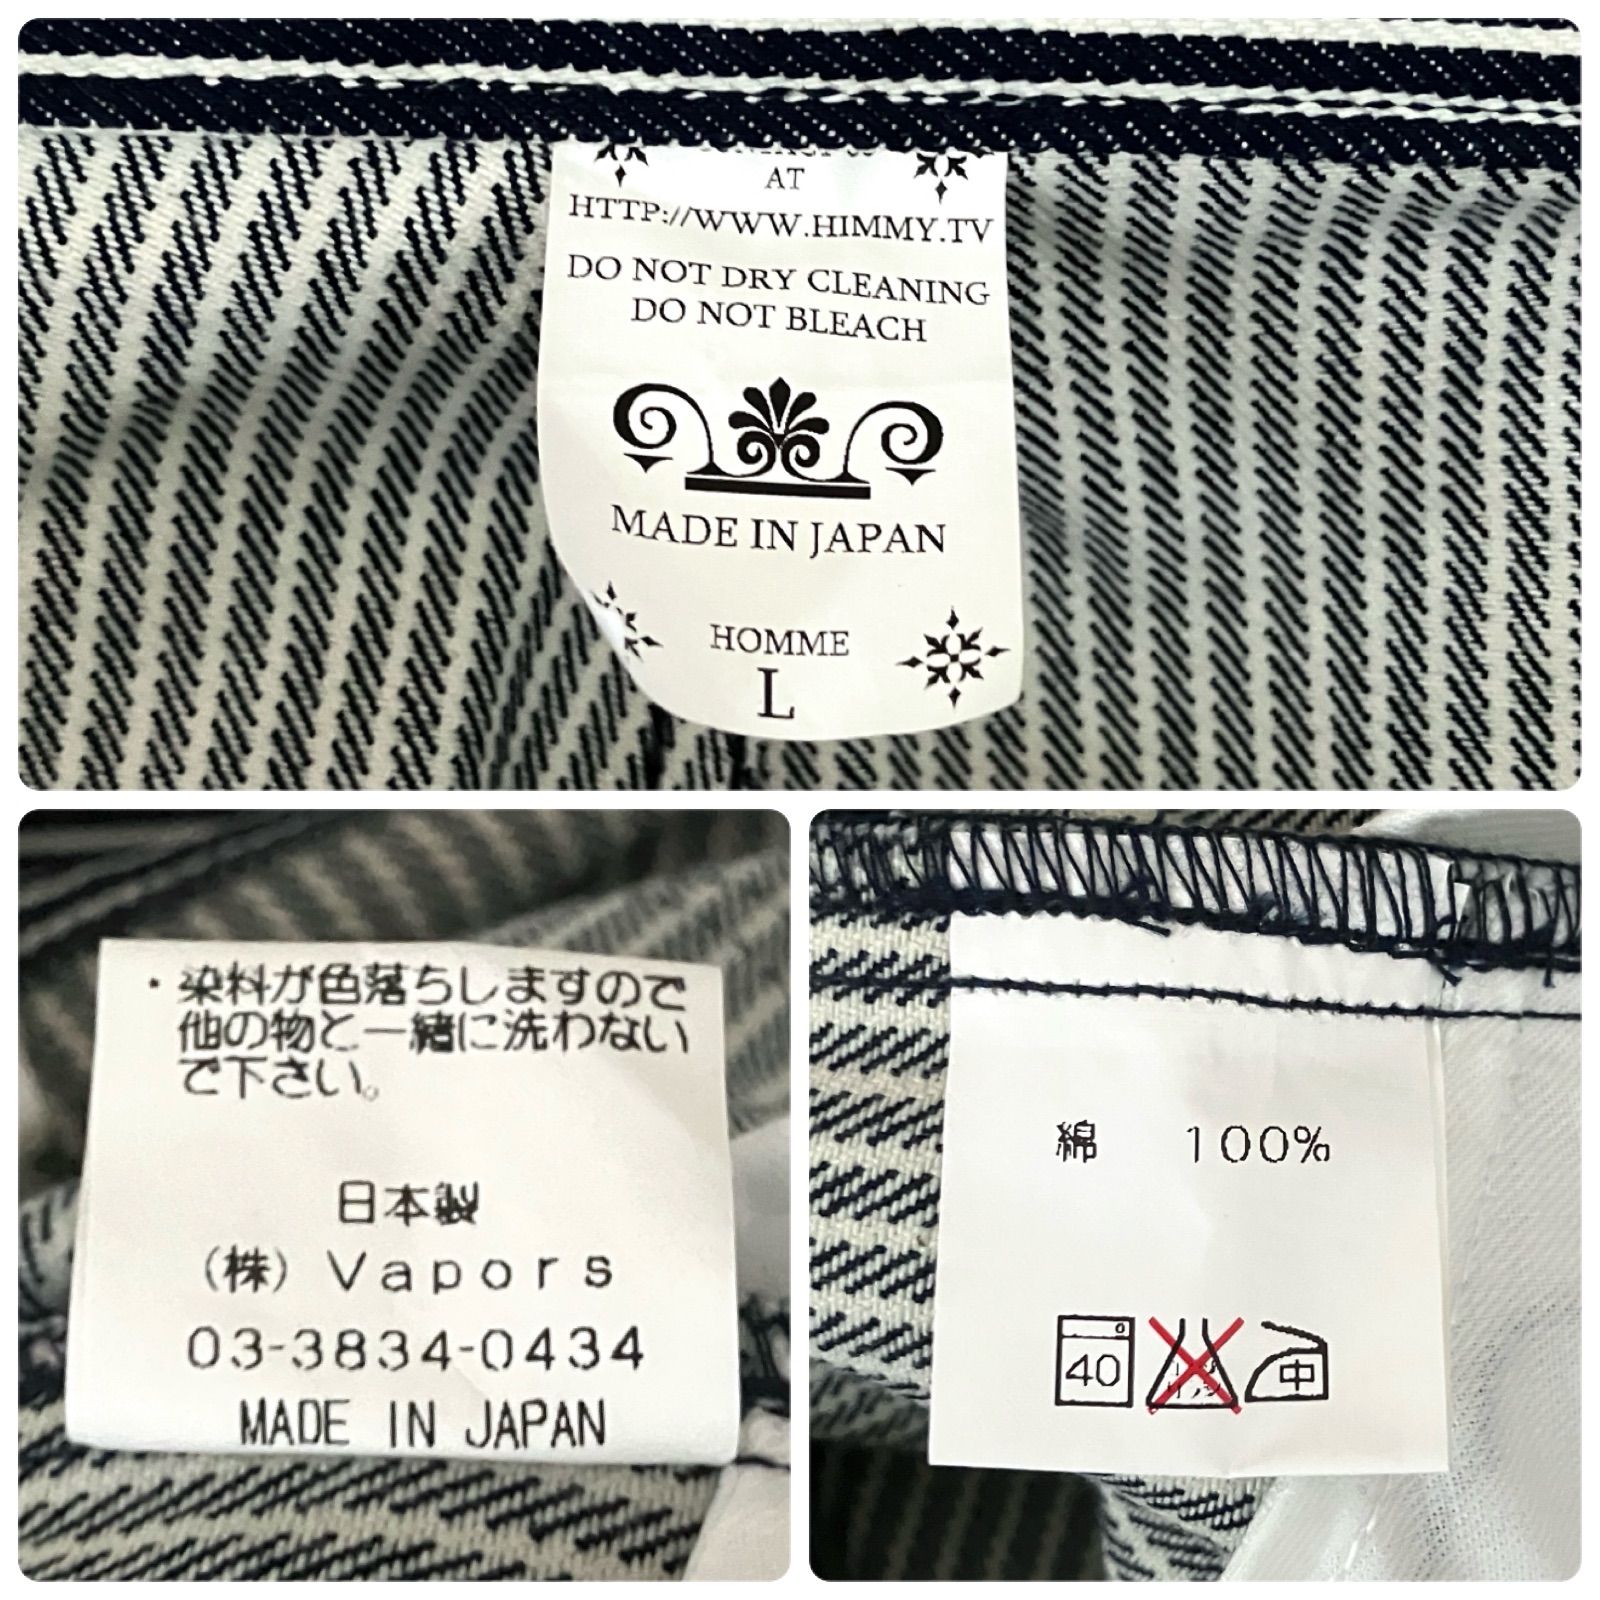 AT
HTTP://WWW.HIMMY.TV
DO NOT DRY CLEANING
DO NOT BLEACH
MADE IN JAPAN
HOMME
L
・染料が色落ちしますので
他の物と一緒に洗わない
で下さい。
日本製
(株) Vapors
03-3834-0434
MADE IN JAPAN
綿 100%
40
中